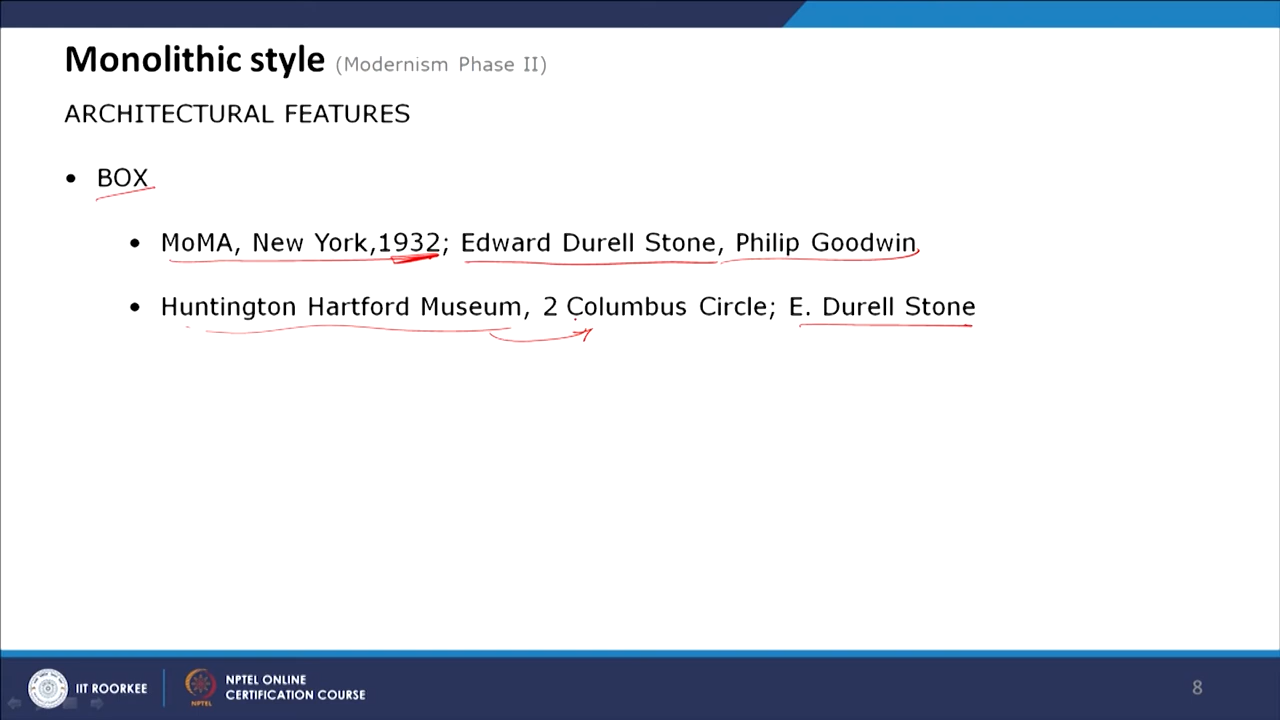 Monolithic style (Modernism Phase II)
ARCHITECTURAL FEATURES
• BOX
• MoMA, New York,1932; Edward Durell Stone, Philip Goodwin
• Huntington Hartford Museum, 2 Columbus Circle; E. Durell Stone
IIT ROORKEE
NPTEL
NPTEL ONLINE
CERTIFICATION COURSE
8